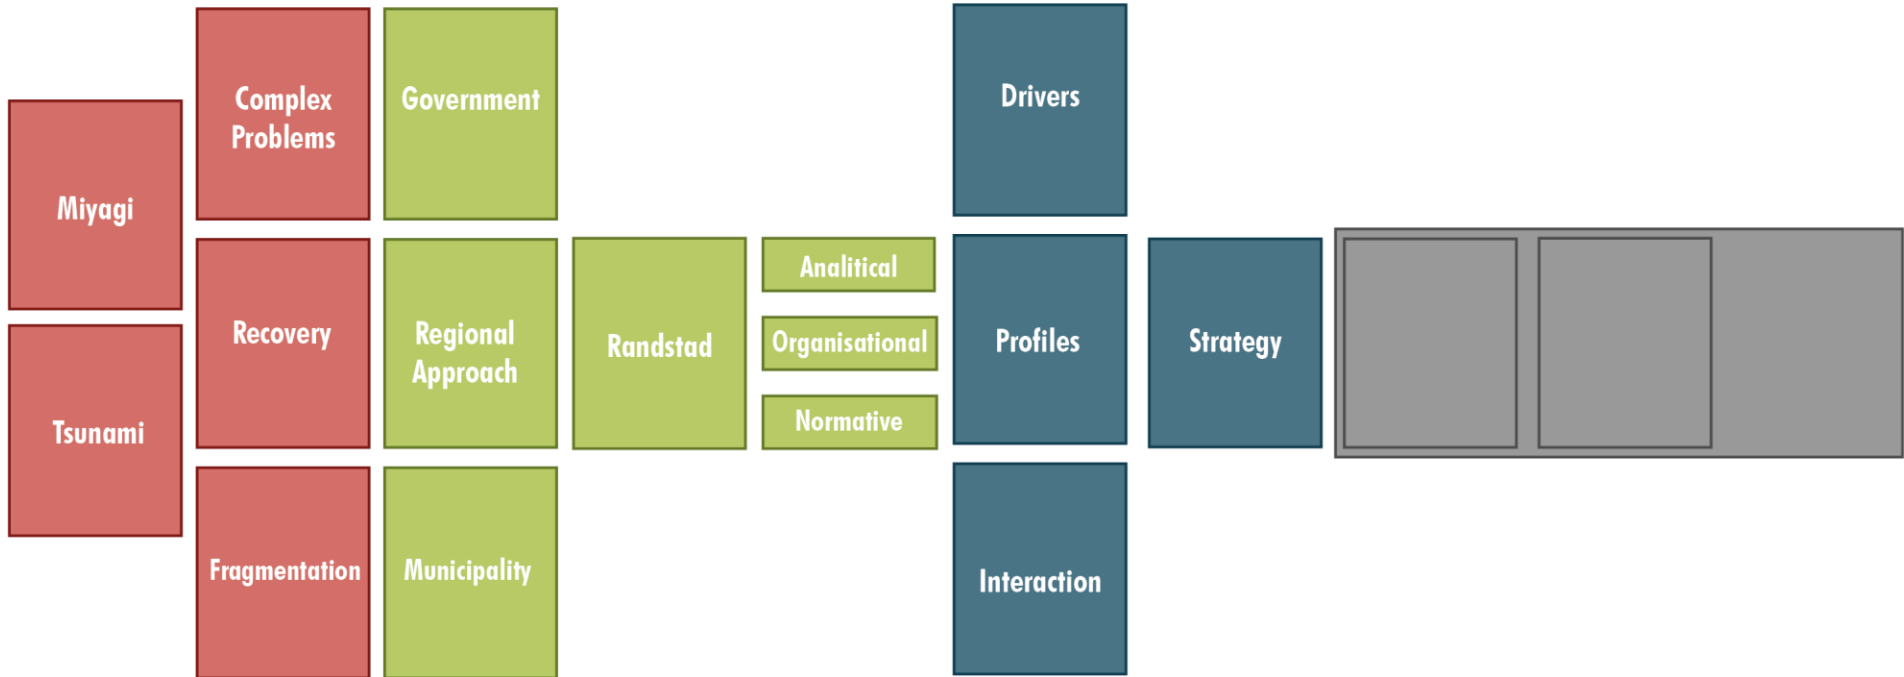 Miyagi
Tsunami
Complex
Problems
Recovery
Fragmentation
Government
Regional
Approach
Municipality
Randstad
Analitical
Organisational
Normative
Drivers
Profiles
Interaction
Strategy